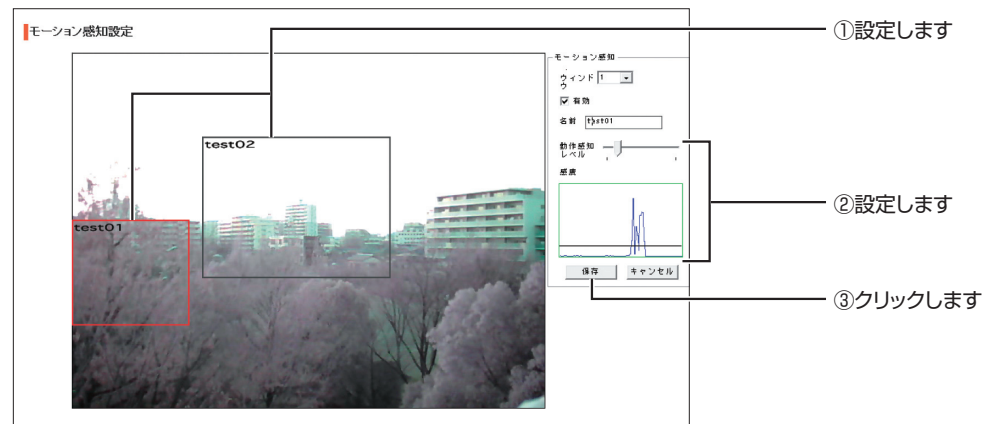 モーション感知設定
①設定します
モーション感知
ウィンドウ 1
有効
名前 test01
動作感知
レベル
感度
test02
test01
②設定します
保存 キャンセル
③クリックします